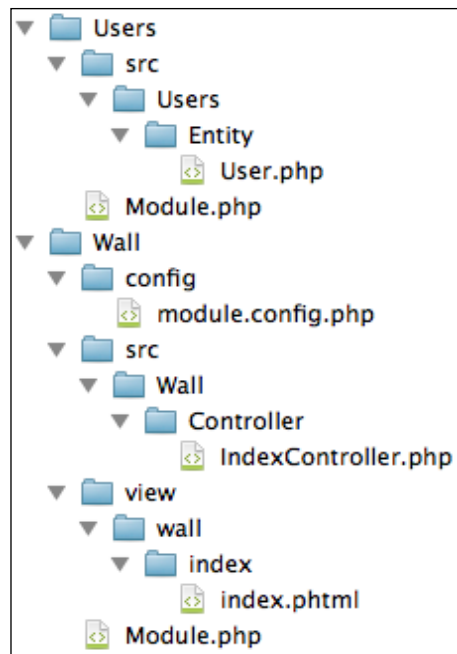 Users
src
Users
Entity
User.php
Module.php
Wall
config
module.config.php
src
Wall
Controller
IndexController.php
view
wall
index
index.phtml
Module.php